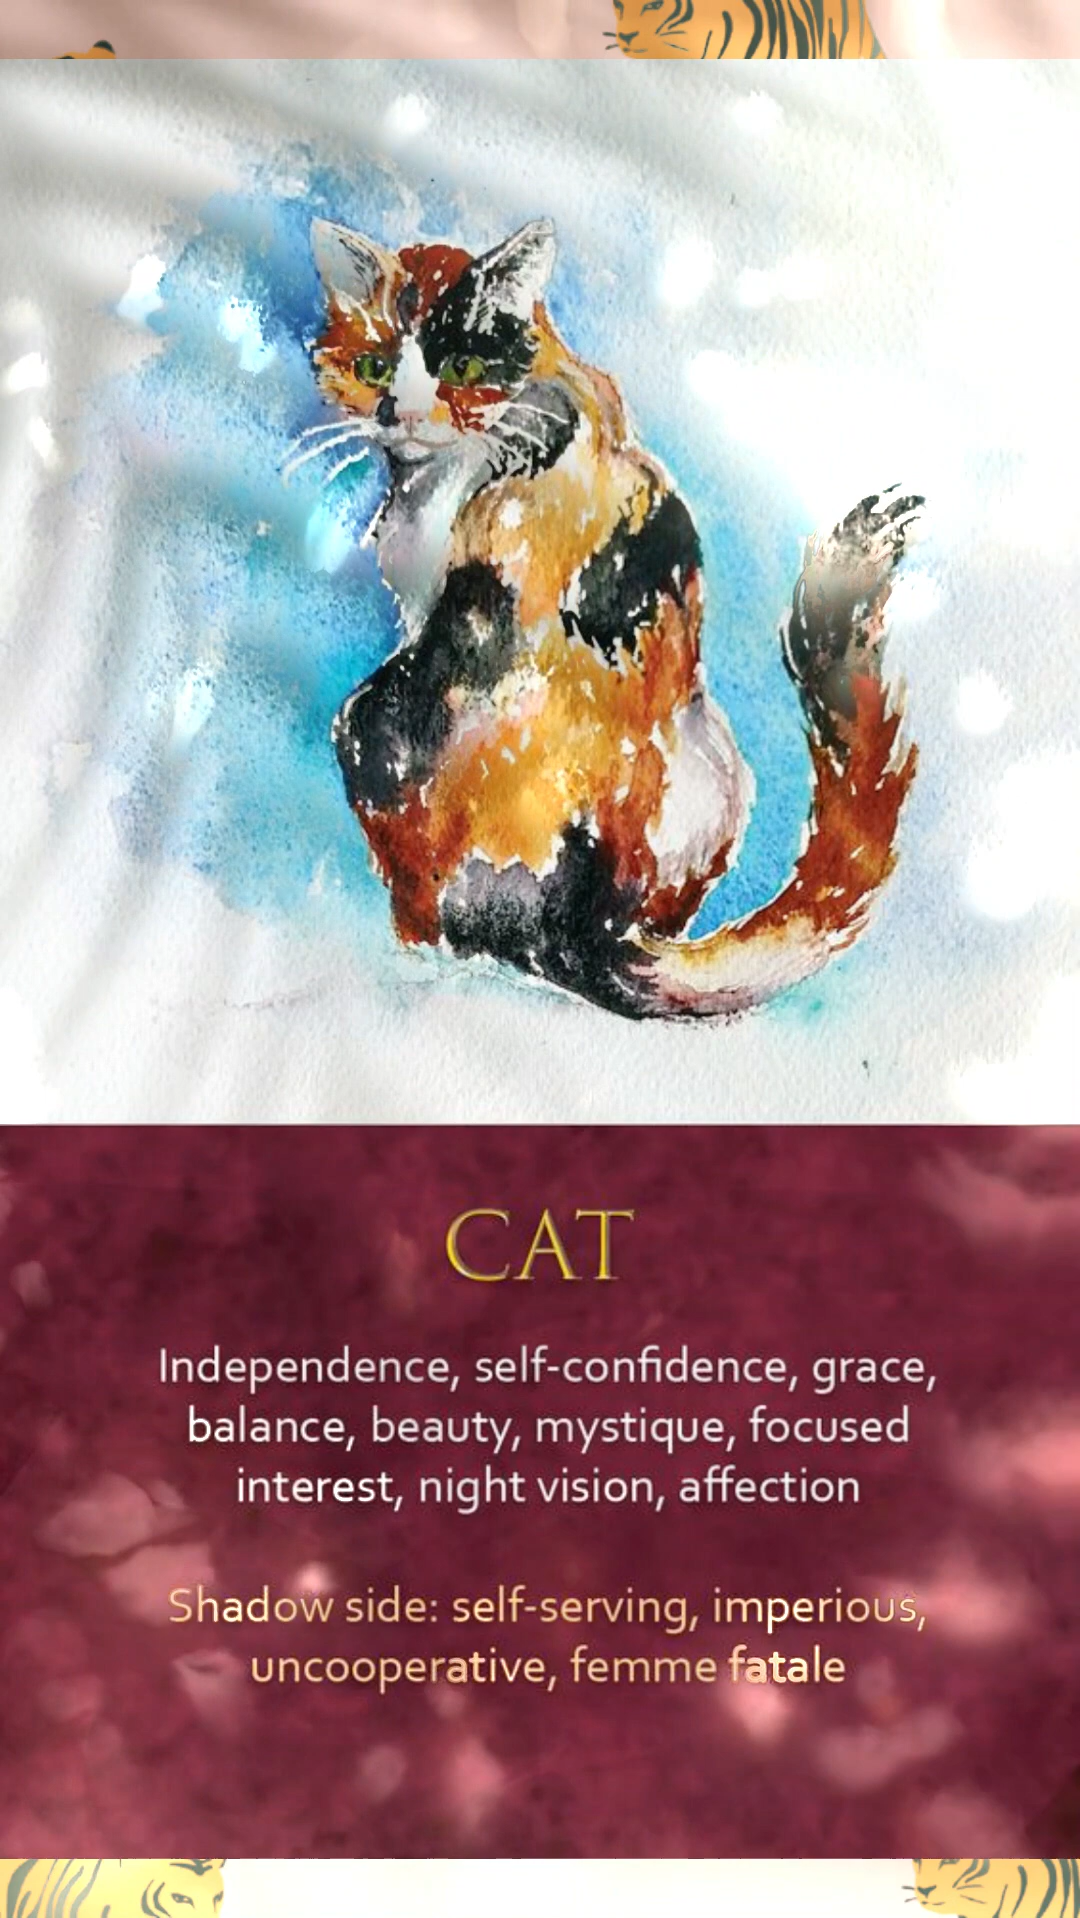 CAT
Independence, self-confidence, grace,
balance, beauty, mystique, focused
interest, night vision, affection
Shadow side: self-serving, imperious,
uncooperative, femme fatale